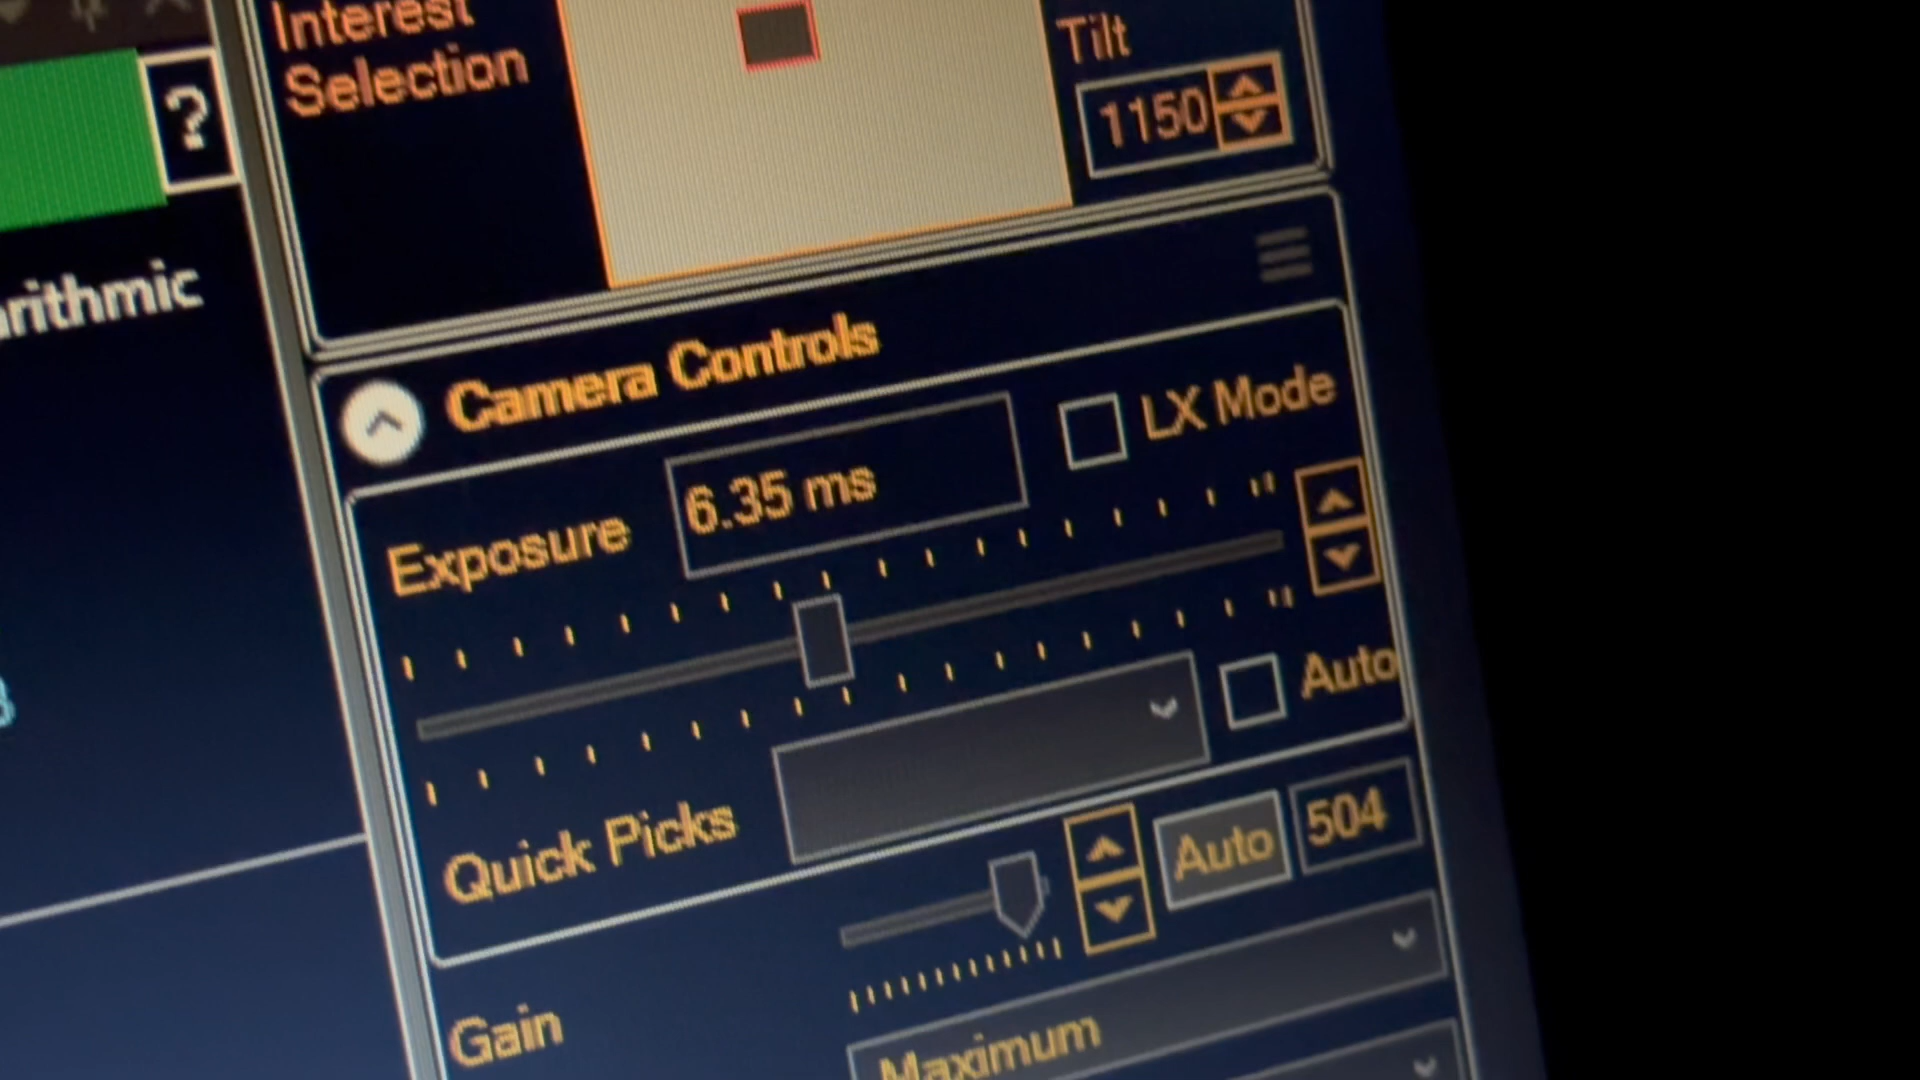 Interest
Selection
Tilt
1150
?
rithmic
Camera Controls
Exposure
6.35 ms
LX Mode
Quick Picks
Auto
Gain
Auto
504
Maximum